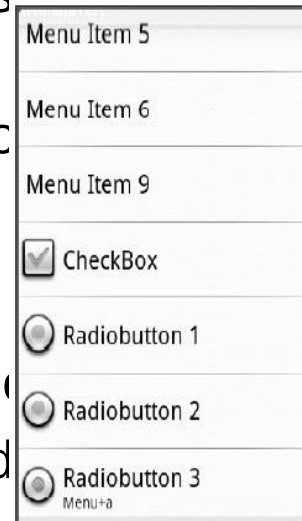 Menu Item 5
Menu Item 6
Menu Item 9
CheckBox
Radiobutton 1
Radiobutton 2
Radiobutton 3
Menu+a